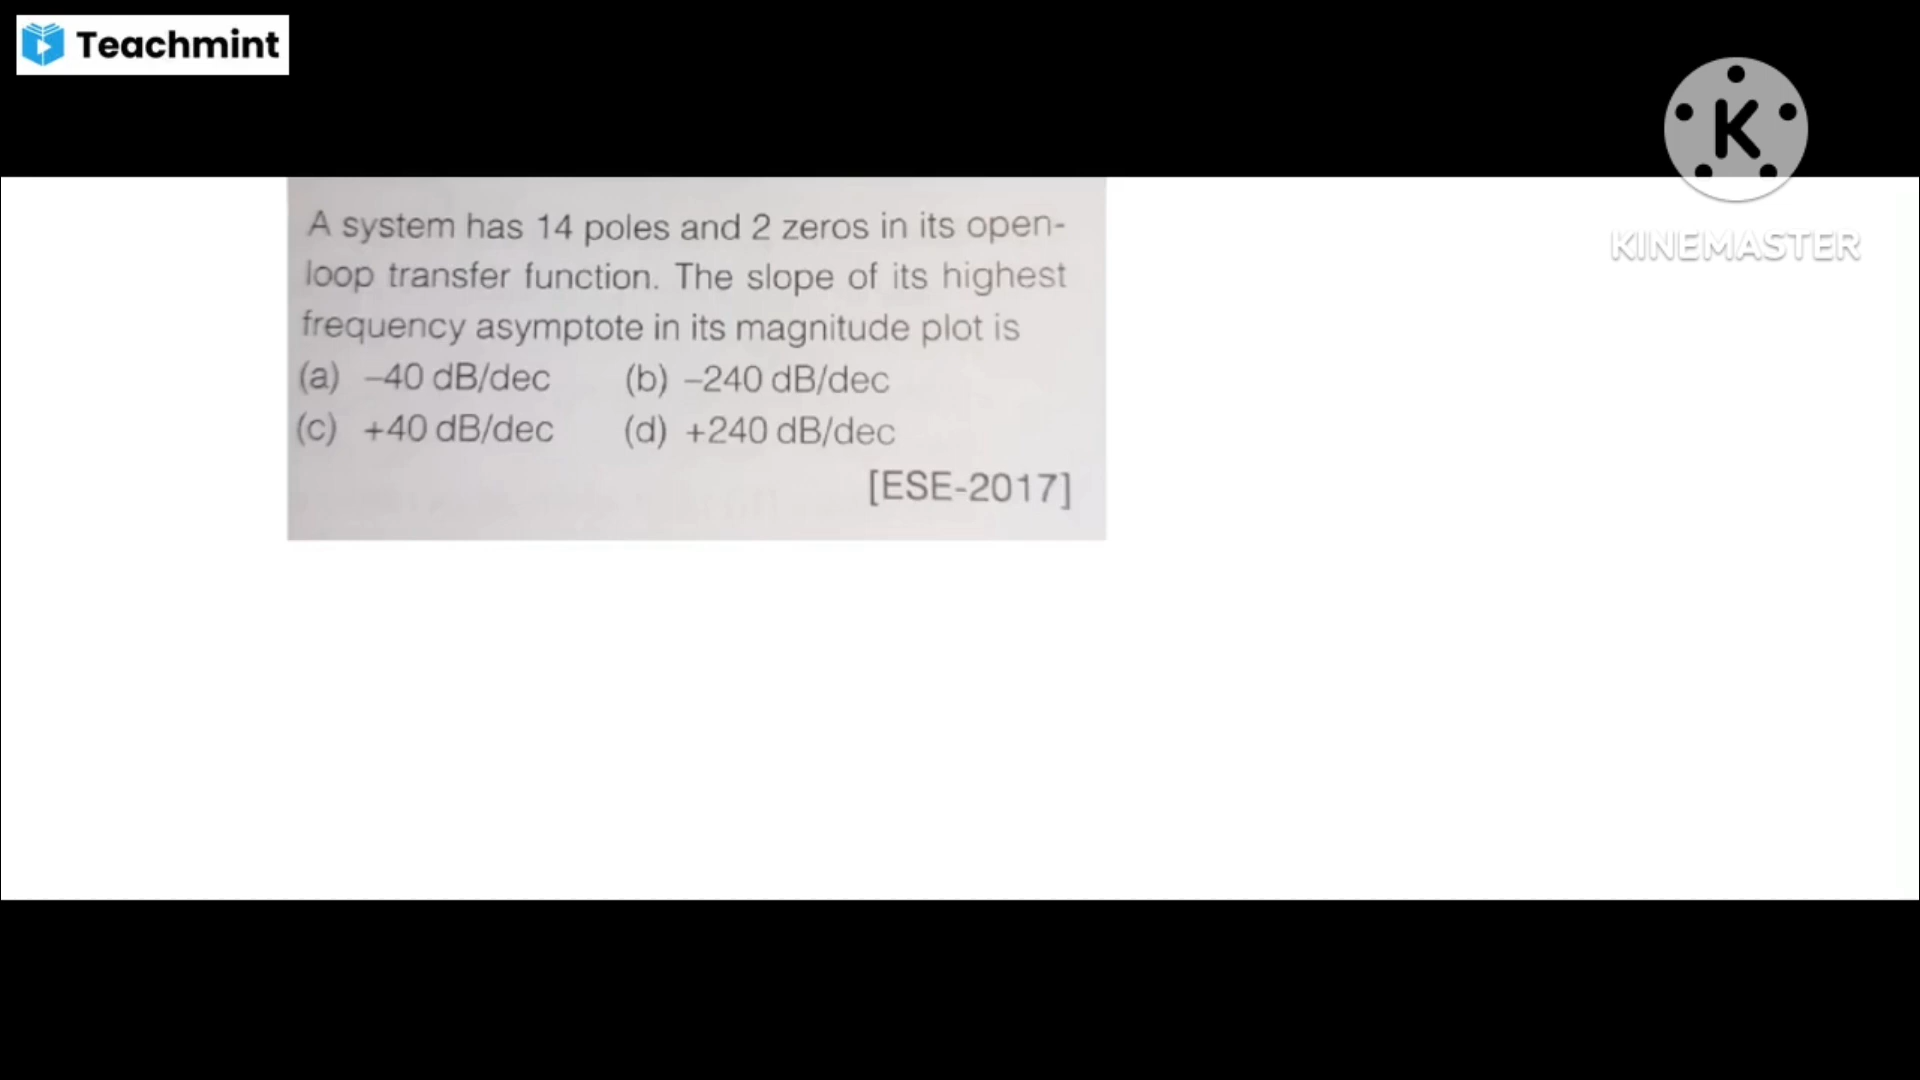 Teachmint
K
KINEMASTER
A system has 14 poles and 2 zeros in its open-
loop transfer function. The slope of its highest
frequency asymptote in its magnitude plot is
(a) –40 dB/dec (b) –240 dB/dec
(c) +40 dB/dec (d) +240 dB/dec
[ESE-2017]